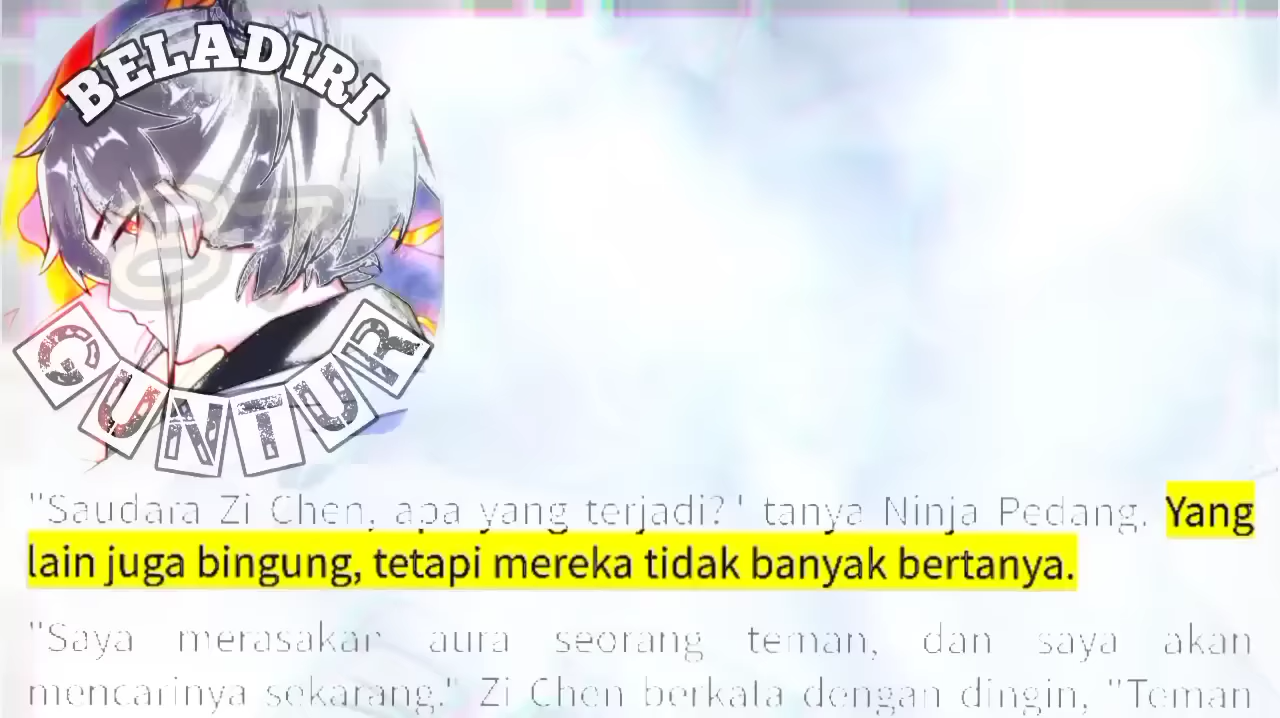 BELADIRI
GUNTUR
"Saudara Zi Chen, apa yang terjadi?" tanya Ninja Pedang. Yang
lain juga bingung, tetapi mereka tidak banyak bertanya.
"Saya merasakan aura seorang teman, dan saya akan
mencarinya sekarang." Zi Chen berkata dengan dingin, "Teman